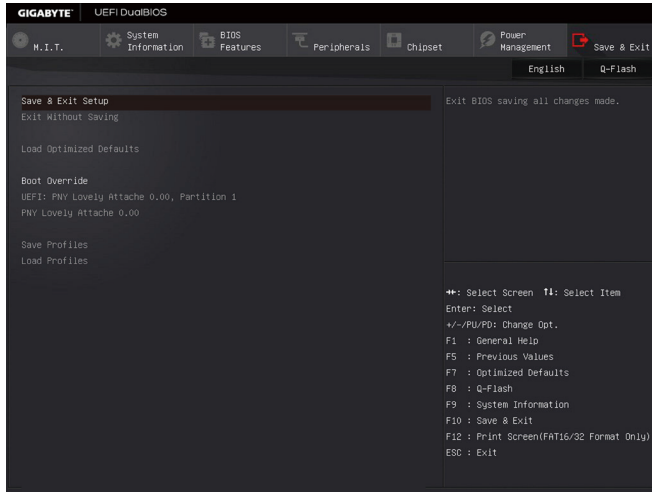 GIGABYTE™ UEFI DualBIOS
M.I.T.
System
Information
BIOS
Features
Peripherals
Chipset
Power
Management
Save & Exit
English
Q-Flash
Save & Exit Setup
Exit Without Saving
Load Optimized Defaults
Boot Override
UEFI: PNY Lovely Attache 0.00, Partition 1
PNY Lovely Attache 0.00
Save Profiles
Load Profiles
Exit BIOS saving all changes made.
→←: Select Screen ↑↓: Select Item
Enter: Select
+/-/PU/PD: Change Opt.
F1 : General Help
F5 : Previous Values
F7 : Optimized Defaults
F8 : Q-Flash
F9 : System Information
F10 : Save & Exit
F12 : Print Screen(FAT16/32 Format Only)
ESC : Exit